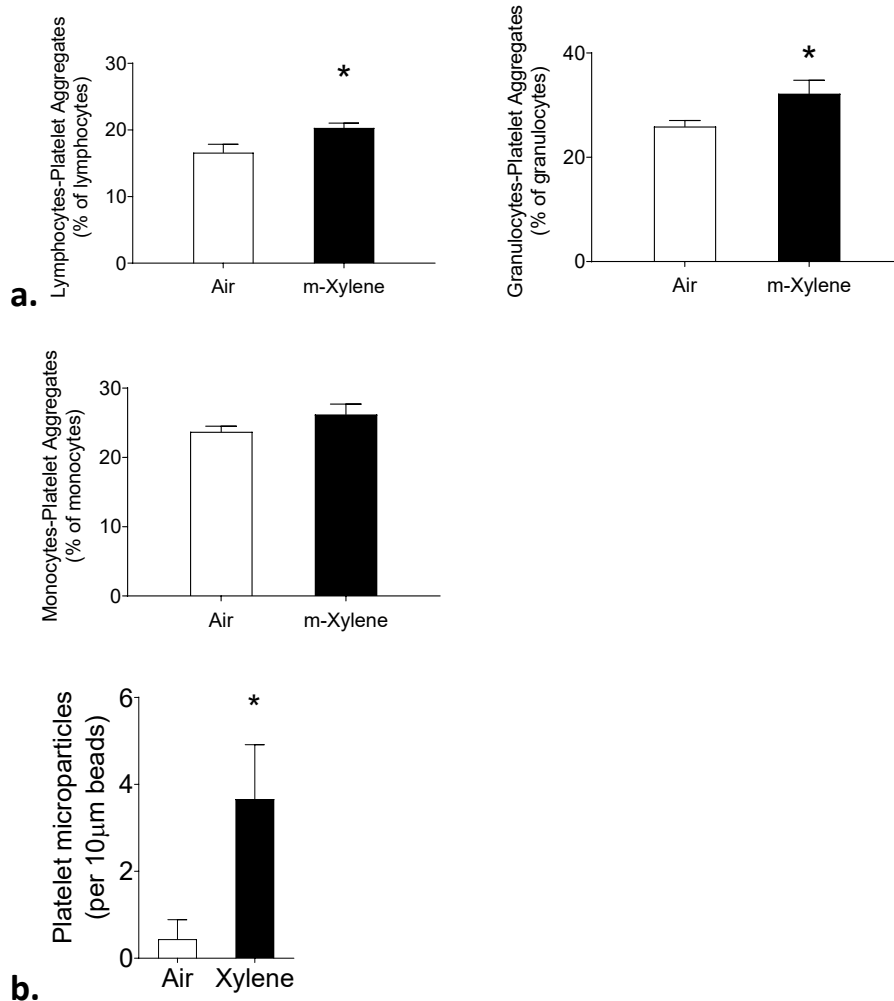 Lymphocytes-Platelet Aggregates
(% of lymphocytes)
30
20
10
0
*
Air
m-Xylene
Granulocytes-Platelet Aggregates
(% of granulocytes)
40
20
0
*
Air
m-Xylene
a.
Monocytes-Platelet Aggregates
(% of monocytes)
30
20
10
0
Air
m-Xylene
Platelet microparticles
(per 10μm beads)
6
4
2
0
*
Air
Xylene
b.